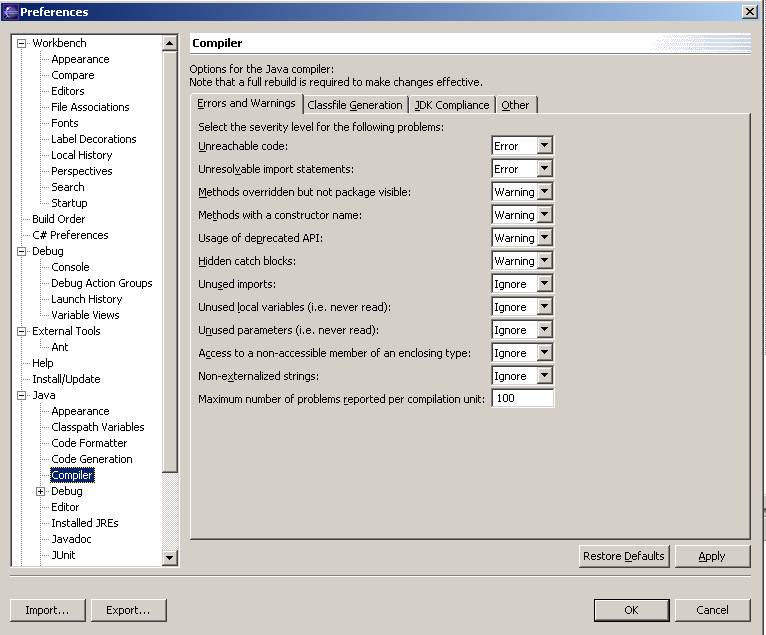 Preferences
Workbench
Appearance
Compare
Editors
File Associations
Fonts
Label Decorations
Local History
Perspectives
Search
Startup
Build Order
C# Preferences
Debug
Console
Debug Action Groups
Launch History
Variable Views
External Tools
Ant
Help
Install/Update
Java
Appearance
Classpath Variables
Code Formatter
Code Generation
Compiler
Debug
Editor
Installed JREs
Javadoc
JUnit
Compiler
Options for the Java compiler:
Note that a full rebuild is required to make changes effective.
Errors and Warnings Classfile Generation JDK Compliance Other
Select the severity level for the following problems:
Unreachable code: Error
Unresolvable import statements: Error
Methods overridden but not package visible: Warning
Methods with a constructor name: Warning
Usage of deprecated API: Warning
Hidden catch blocks: Warning
Unused imports: Ignore
Unused local variables (i.e. never read): Ignore
Unused parameters (i.e. never read): Ignore
Access to a non-accessible member of an enclosing type: Ignore
Non-externalized strings: Ignore
Maximum number of problems reported per compilation unit: 100
Restore Defaults Apply
Import... Export... OK Cancel